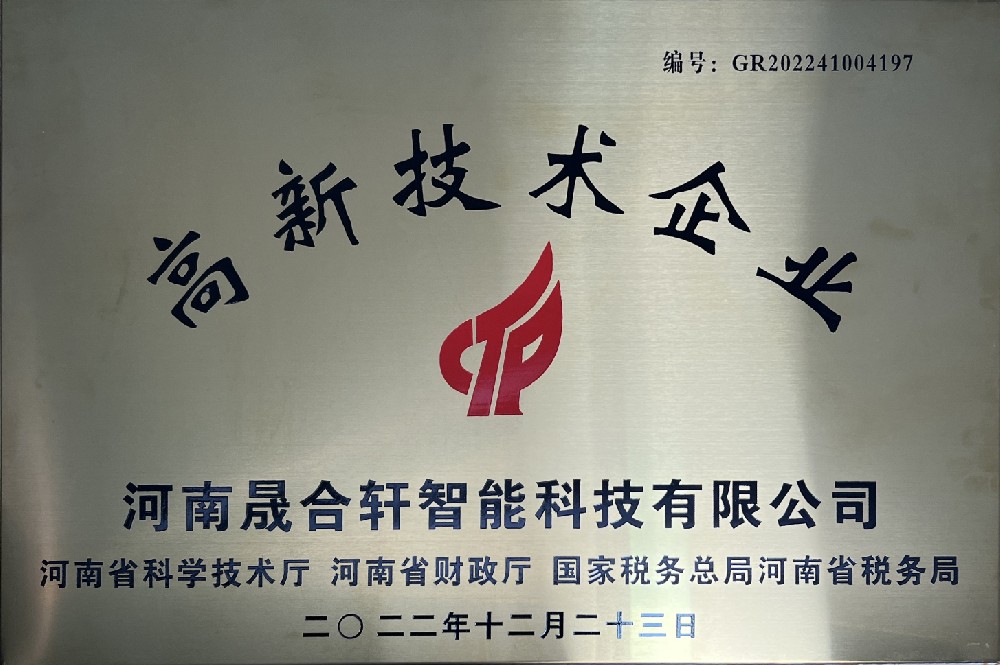 编号：GR202241004197
高新技术企业
河南晟合轩智能科技有限公司
河南省科学技术厅 河南省财政厅 国家税务总局河南省税务局
二〇二二年十二月二十三日